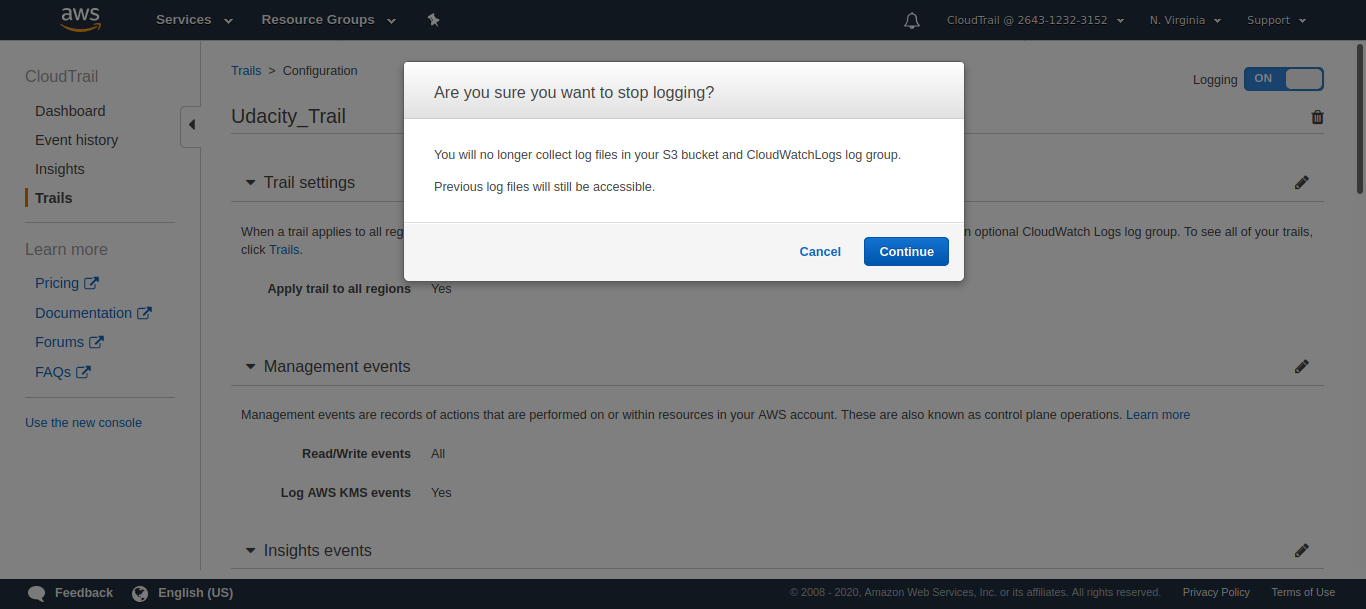 aws
Services
Resource Groups
CloudTrail @ 2643-1232-3152
N. Virginia
Support
CloudTrail
Dashboard
Event history
Insights
Trails
Learn more
Pricing
Documentation
Forums
FAQs
Use the new console
Trails > Configuration
Logging ON
Udacity_Trail
Are you sure you want to stop logging?
You will no longer collect log files in your S3 bucket and CloudWatchLogs log group.
Previous log files will still be accessible.
Cancel
Continue
Trail settings
When a trail applies to all reg
n optional CloudWatch Logs log group. To see all of your trails,
click Trails.
Apply trail to all regions Yes
Management events
Management events are records of actions that are performed on or within resources in your AWS account. These are also known as control plane operations. Learn more
Read/Write events All
Log AWS KMS events Yes
Insights events
Feedback
English (US)
© 2008 - 2020, Amazon Web Services, Inc. or its affiliates. All rights reserved.
Privacy Policy
Terms of Use